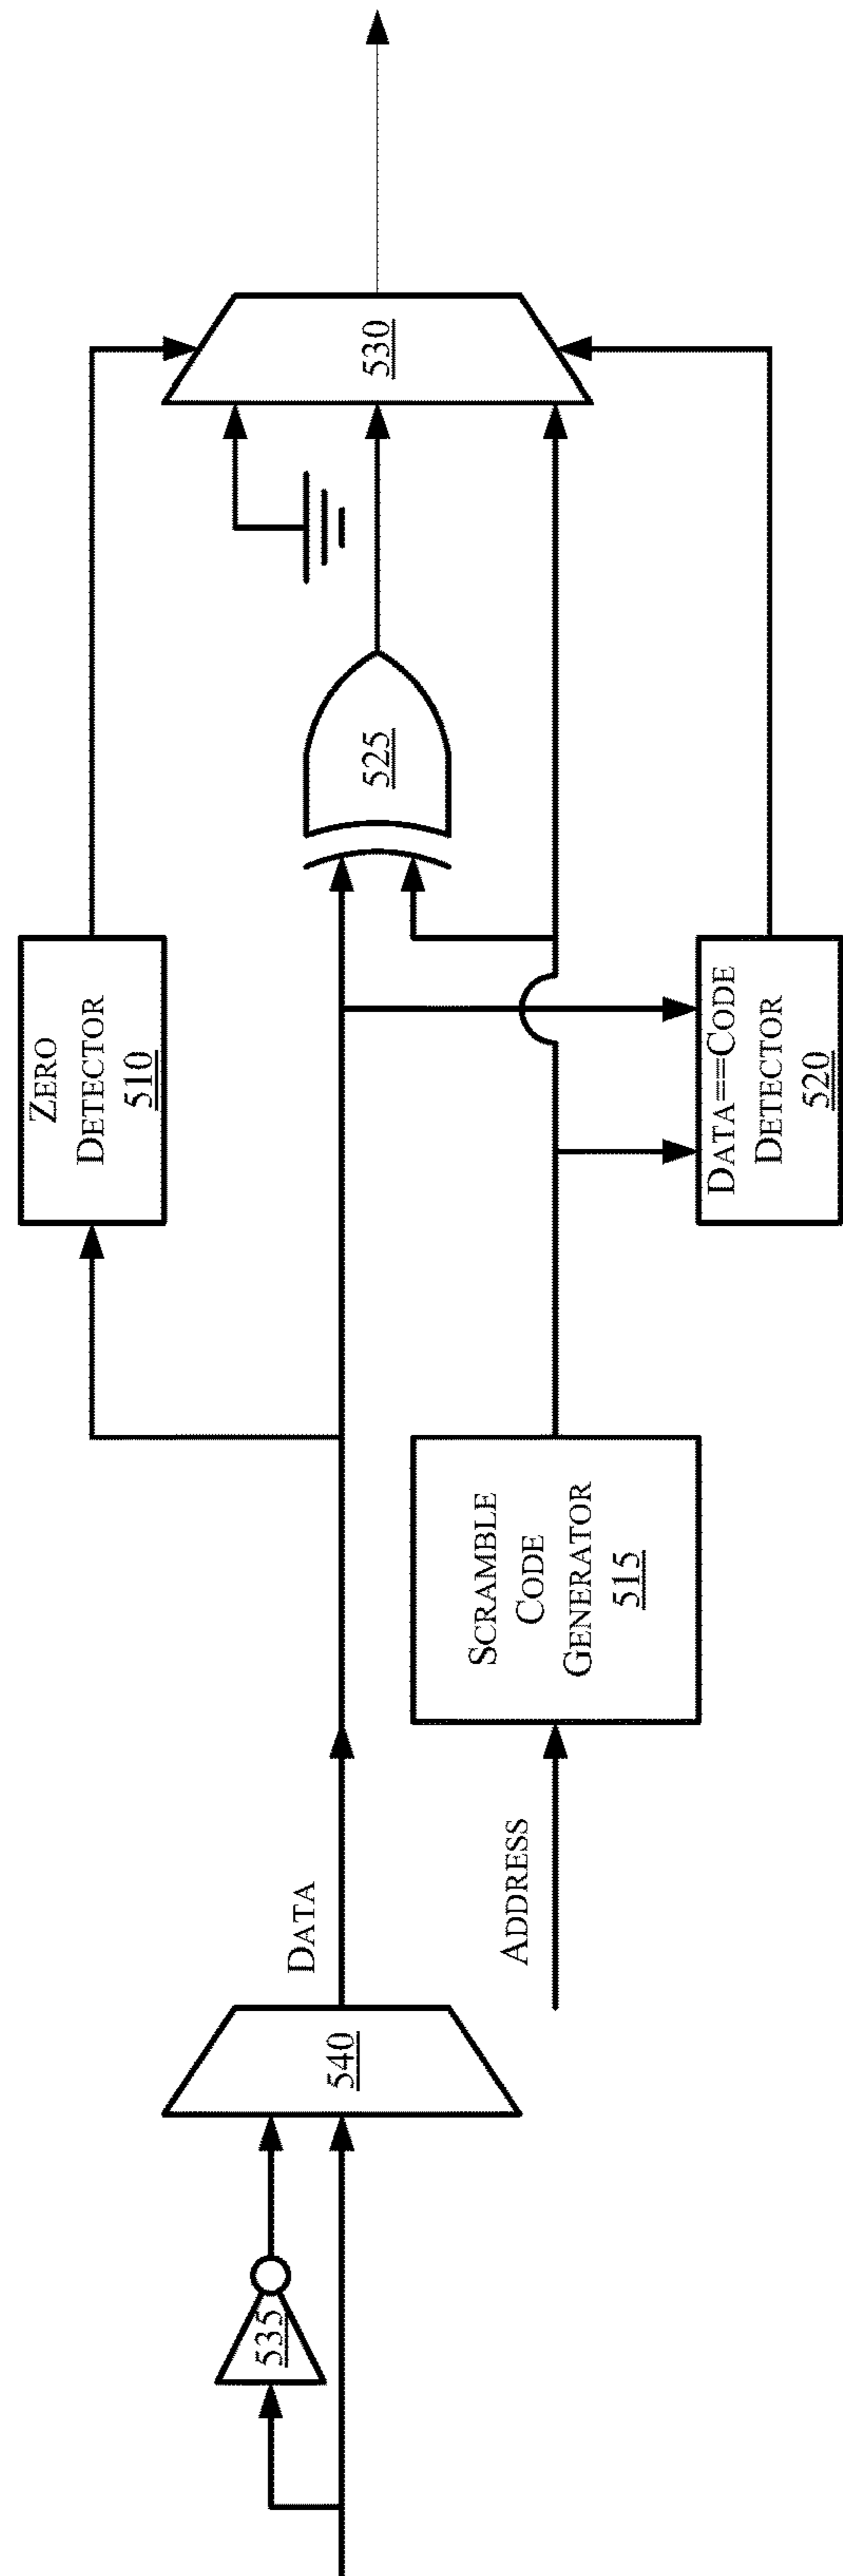 535
540
DATA
ADDRESS
SCRAMBLE
CODE
GENERATOR
515
ZERO
DETECTOR
510
DATA==CODE
DETECTOR
520
525
530